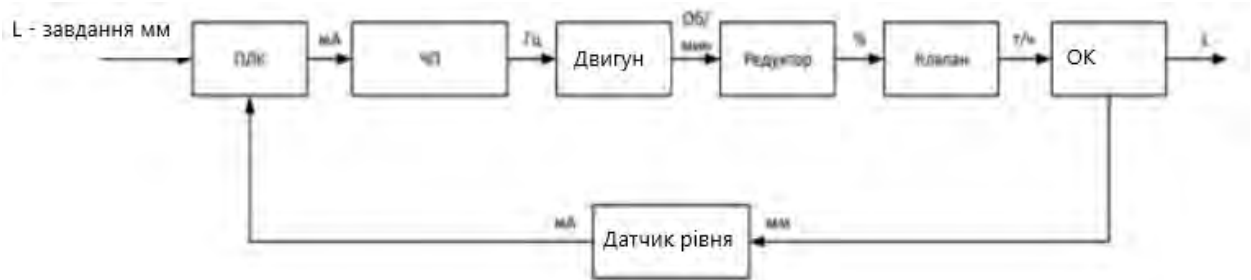 L - завдання мм
ПЛК
мА
ЧП
Гц
Двигун
Об/
мин
Редуктор
%
Клапан
т/ч
ОК
L
мА
Датчик рівня
мм